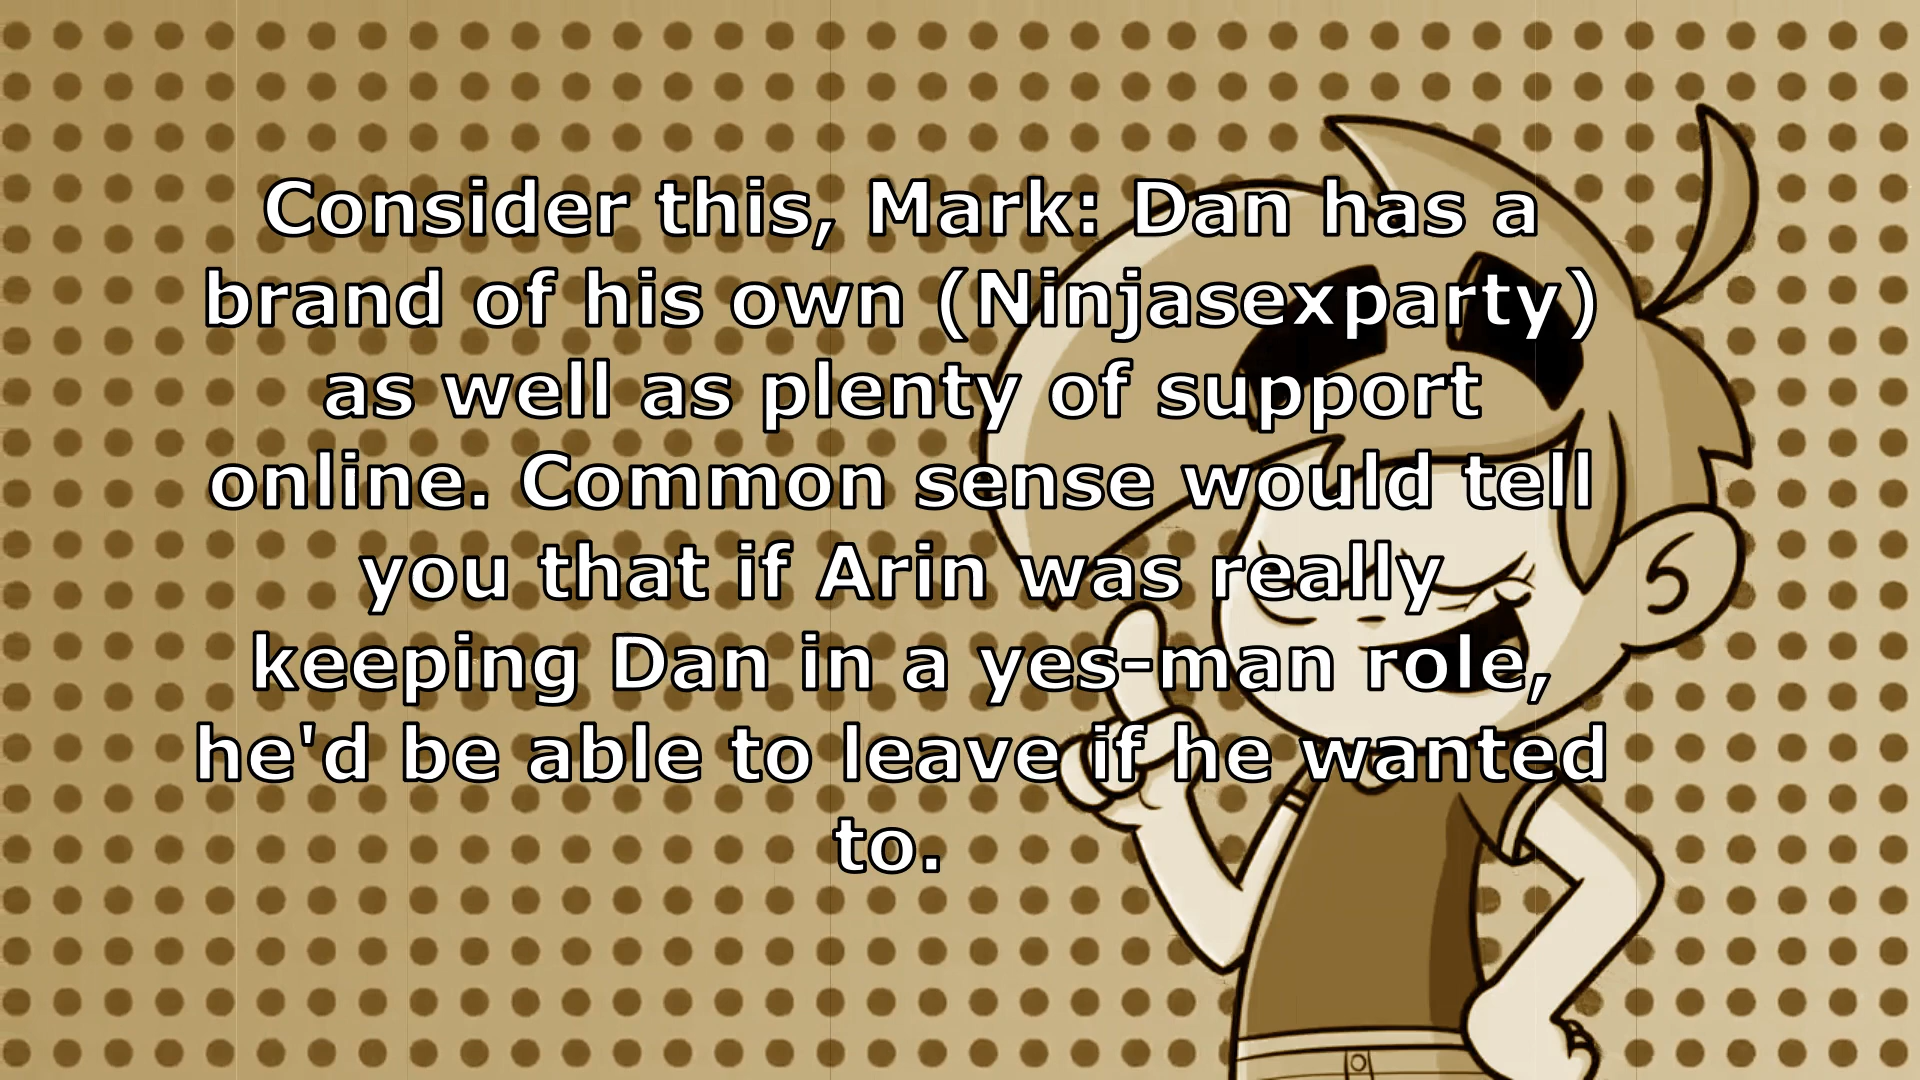 Consider this, Mark: Dan has a
brand of his own (Ninjasexparty)
as well as plenty of support
online. Common sense would tell
you that if Arin was really
keeping Dan in a yes-man role,
he'd be able to leave if he wanted
to.